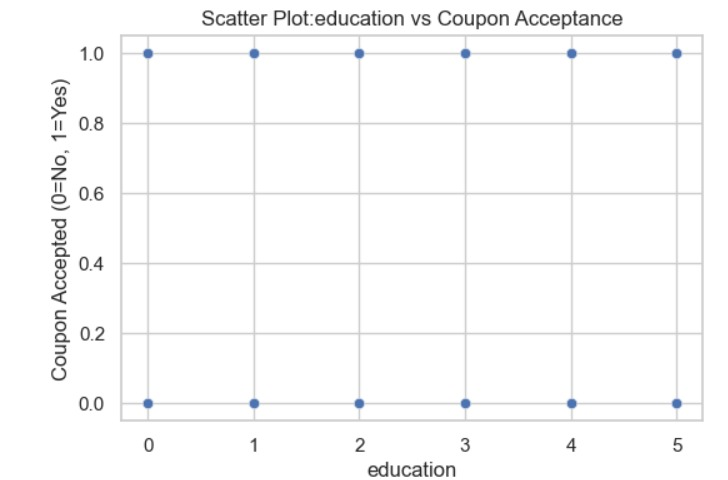 Scatter Plot:education vs Coupon Acceptance
Coupon Accepted (0=No, 1=Yes)
1.0
0.8
0.6
0.4
0.2
0.0
0 1 2 3 4 5
education